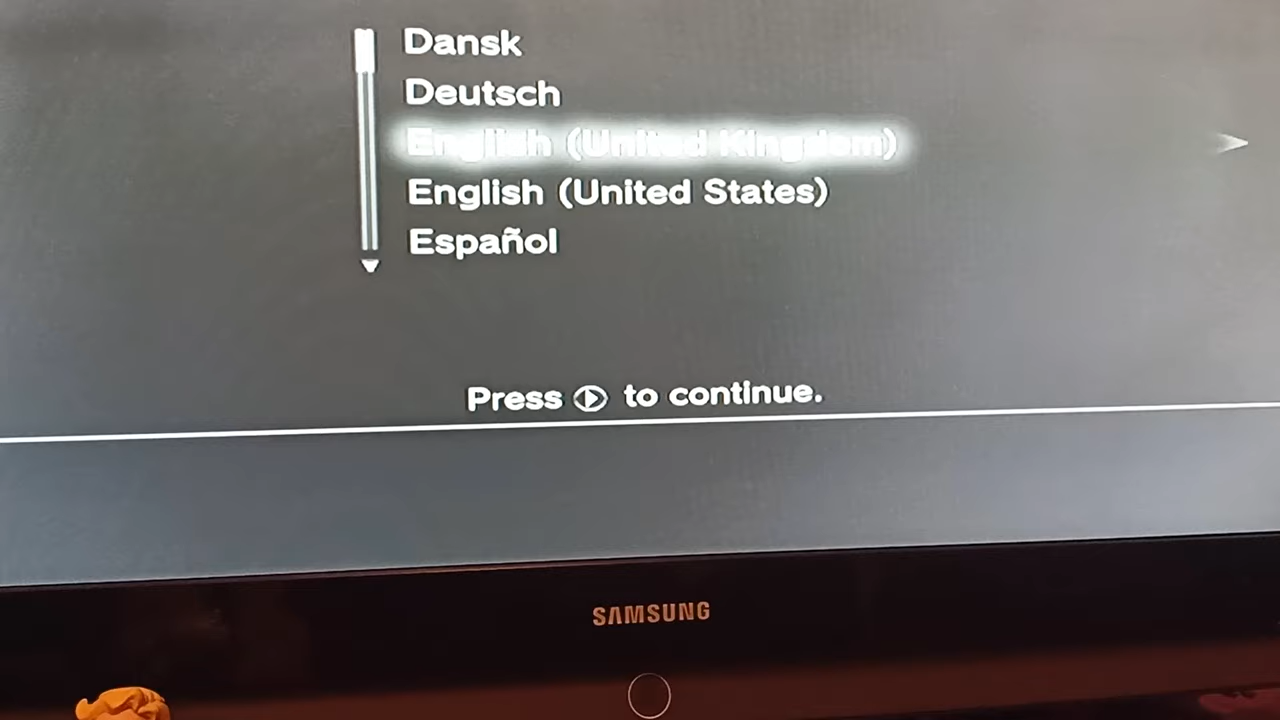 Dansk
Deutsch
English (United Kingdom)
English (United States)
Español
Press to continue.
SAMSUNG